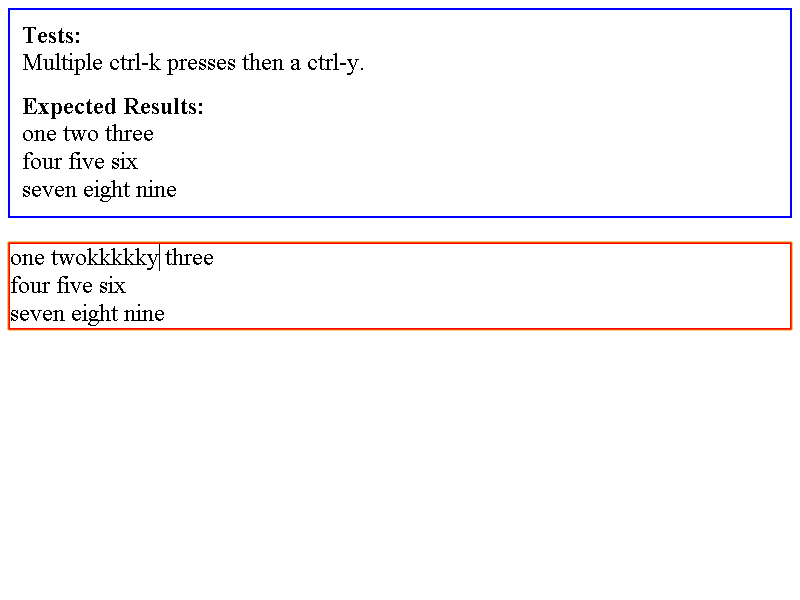 Tests:
Multiple ctrl-k presses then a ctrl-y.
Expected Results:
one two three
four five six
seven eight nine
one twokkkkky three
four five six
seven eight nine